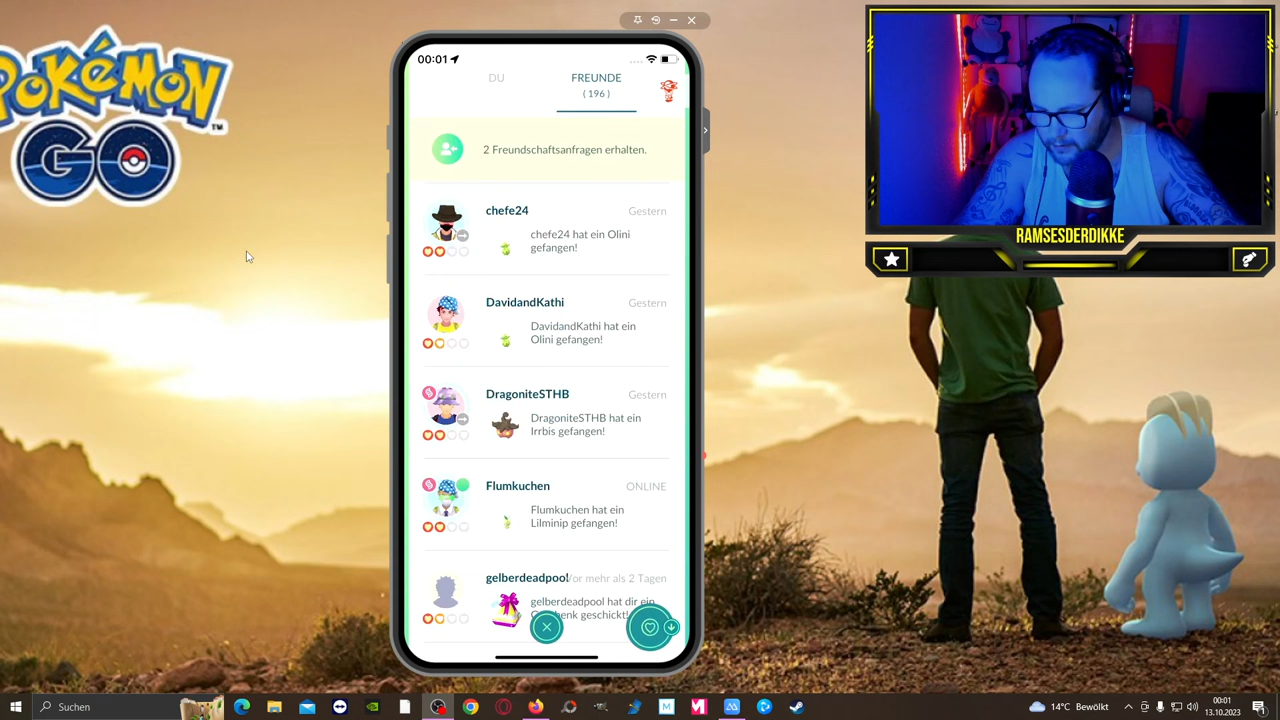 POKÉMON
GO
TM
00:01
DU
FREUNDE
( 196 )
2 Freundschaftsanfragen erhalten.
chefe24
Gestern
chefe24 hat ein Olini
gefangen!
DavidandKathi
Gestern
DavidandKathi hat ein
Olini gefangen!
DragoniteSTHB
Gestern
DragoniteSTHB hat ein
Irrbis gefangen!
Flumkuchen
ONLINE
Flumkuchen hat ein
Lilminip gefangen!
gelberdeadpool
Vor mehr als 2 Tagen
gelberdeadpool hat dir ein
Geschenk geschickt!
RAMSESDERDIKKE
Suchen
14°C Bewölkt
00:01
13.10.2023